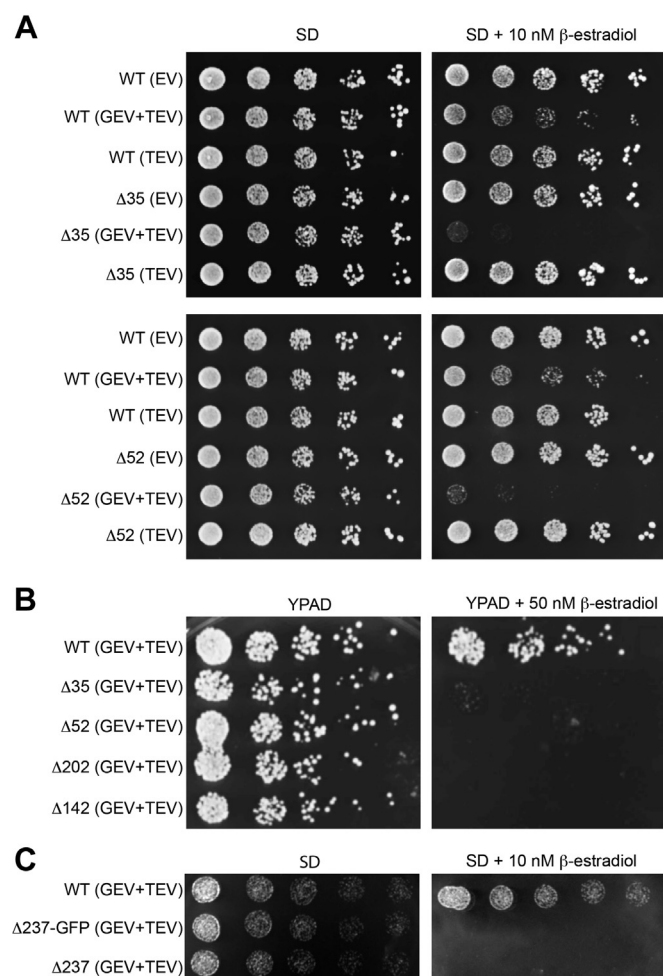 A
SD
SD + 10 nM β-estradiol
WT (EV)
WT (GEV+TEV)
WT (TEV)
Δ35 (EV)
Δ35 (GEV+TEV)
Δ35 (TEV)
WT (EV)
WT (GEV+TEV)
WT (TEV)
Δ52 (EV)
Δ52 (GEV+TEV)
Δ52 (TEV)
B
YPAD
YPAD + 50 nM β-estradiol
WT (GEV+TEV)
Δ35 (GEV+TEV)
Δ52 (GEV+TEV)
Δ202 (GEV+TEV)
Δ142 (GEV+TEV)
C
SD
SD + 10 nM β-estradiol
WT (GEV+TEV)
Δ237-GFP (GEV+TEV)
Δ237 (GEV+TEV)